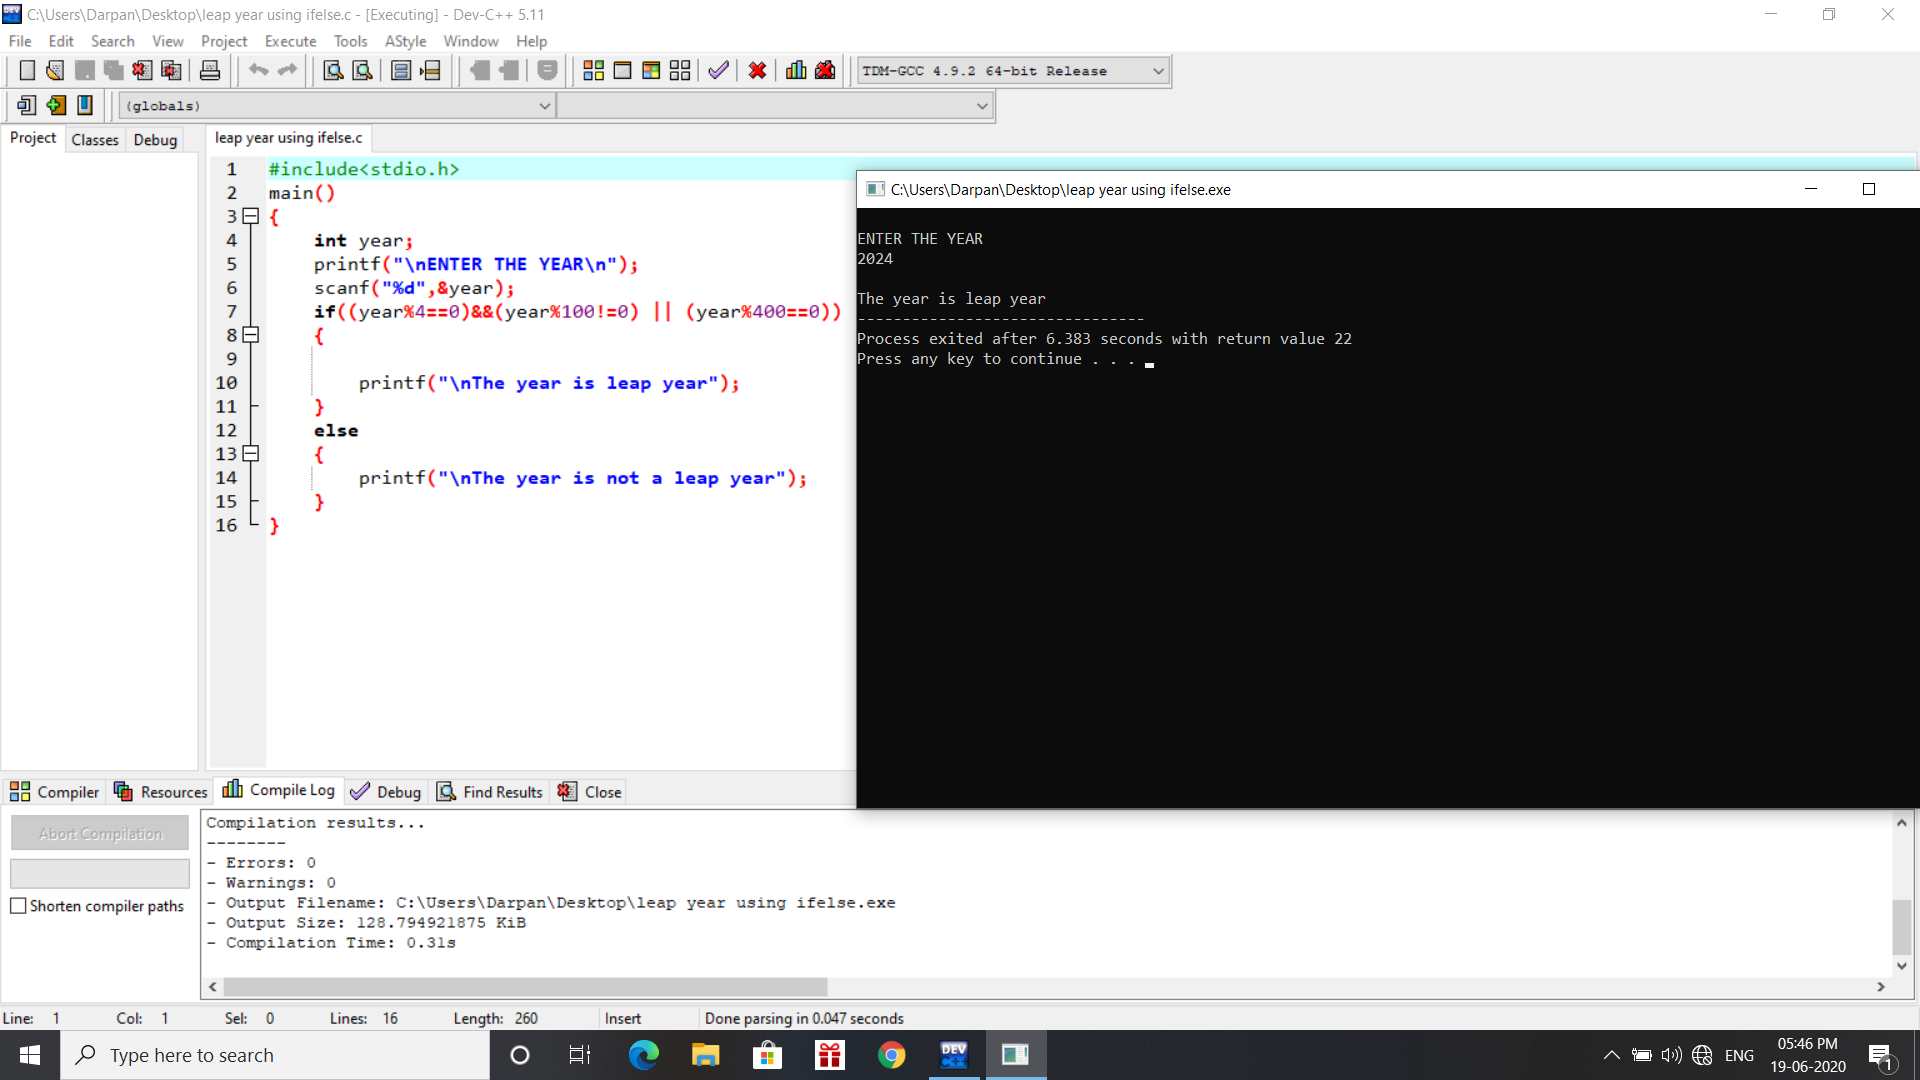 C:\Users\Darpan\Desktop\leap year using ifelse.c - [Executing] - Dev-C++ 5.11
File Edit Search View Project Execute Tools AStyle Window Help
TDM-GCC 4.9.2 64-bit Release
(globals)
Project Classes Debug
leap year using ifelse.c
1 #include<stdio.h>
2 main()
3 {
4 int year;
5 printf("\nENTER THE YEAR\n");
6 scanf("%d",&year);
7 if((year%4==0)&&(year%100!=0) || (year%400==0))
8 {
9
10 printf("\nThe year is leap year");
11 }
12 else
13 {
14 printf("\nThe year is not a leap year");
15 }
16 }
C:\Users\Darpan\Desktop\leap year using ifelse.exe
ENTER THE YEAR
2024
The year is leap year
--------------------------------
Process exited after 6.383 seconds with return value 22
Press any key to continue . . .
Compiler Resources Compile Log Debug Find Results Close
Abort Compilation
Shorten compiler paths
Compilation results...
--------
- Errors: 0
- Warnings: 0
- Output Filename: C:\Users\Darpan\Desktop\leap year using ifelse.exe
- Output Size: 128.794921875 KiB
- Compilation Time: 0.31s
Line: 1 Col: 1 Sel: 0 Lines: 16 Length: 260 Insert Done parsing in 0.047 seconds
Type here to search
DEV C++
ENG
05:46 PM
19-06-2020
1